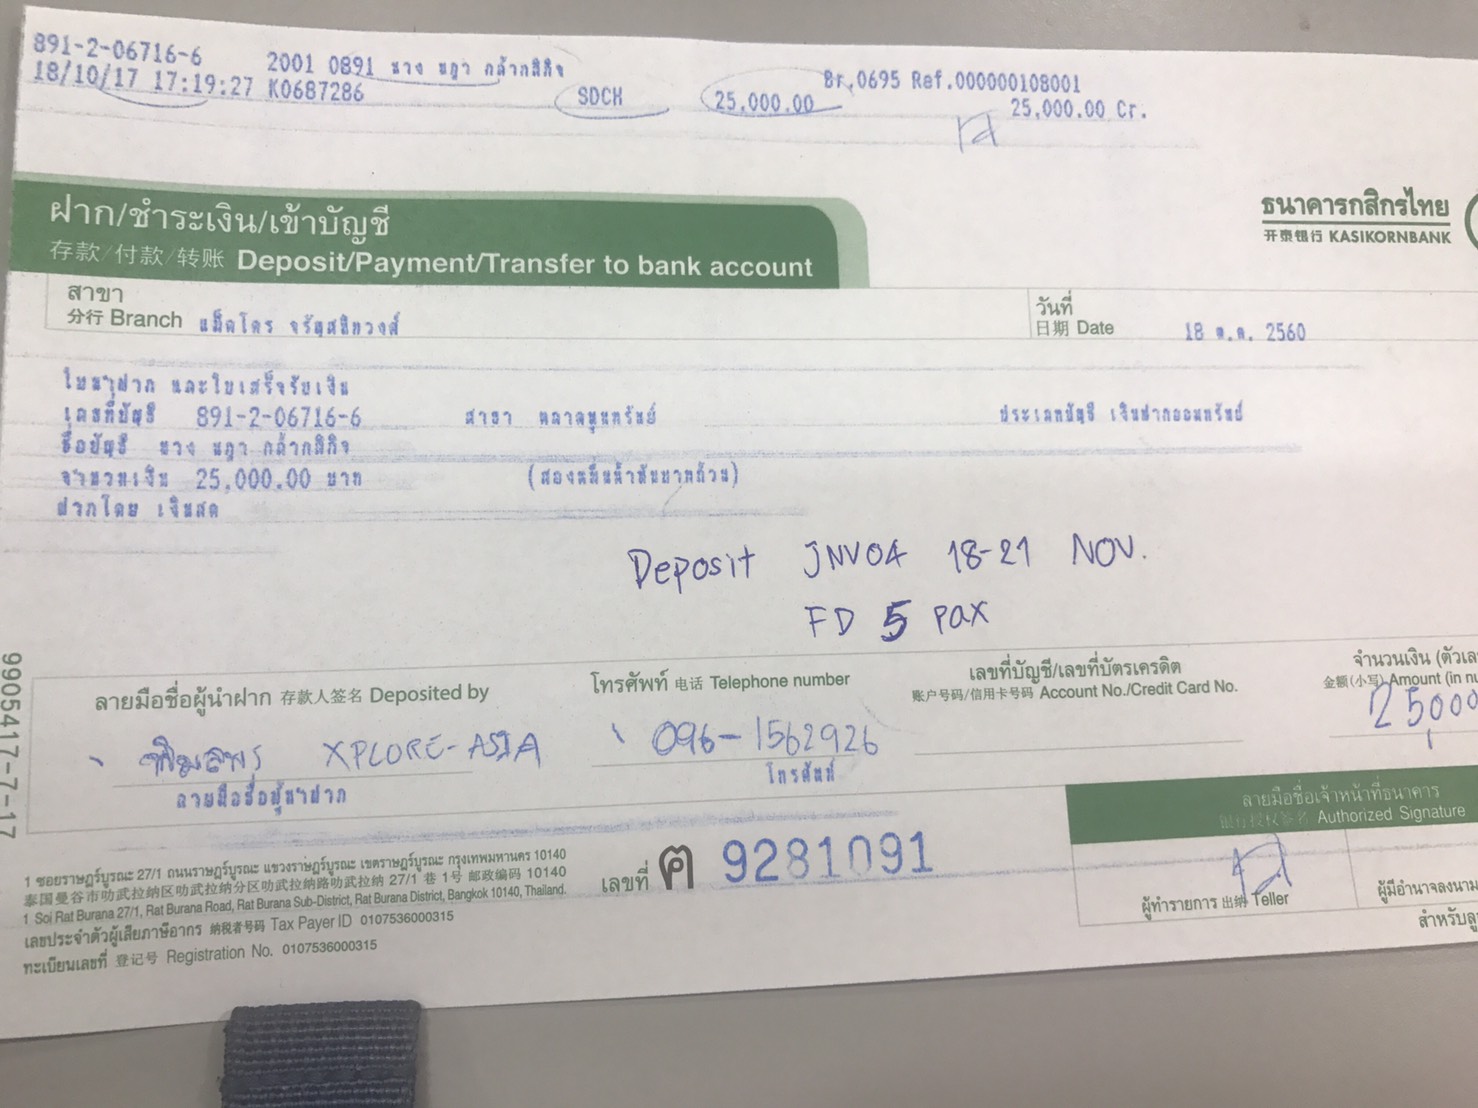 891-2-06716-6 2001 0891 นาง นฎา กล้ากสิกิจ Br.0695 Ref.000000108001
18/10/17 17:19:27 K0687286 SDCH 25,000.00 25,000.00 Cr.
ฝาก/ชำระเงิน/เข้าบัญชี
存款/付款/转账 Deposit/Payment/Transfer to bank account
ธนาคารกสิกรไทย
开泰银行 KASIKORNBANK
สาขา
分行 Branch แม็คโคร จรัญสนิทวงศ์
วันที่
日期 Date 18 ต.ค. 2560
ใบนำฝาก และใบเสร็จรับเงิน
เลขที่บัญชี 891-2-06716-6 สาขา ตลาดพูนทรัพย์ ประเภทบัญชี เงินฝากออมทรัพย์
ชื่อบัญชี นาง นฎา กล้ากสิกิจ
จำนวนเงิน 25,000.00 บาท (สองหมื่นห้าพันบาทถ้วน)
ฝากโดย เงินสด
Deposit JNV04 18-21 NOV.
FD 5 pax
9905417-7-17
ลายมือชื่อผู้นำฝาก 存款人签名 Deposited by
โทรศัพท์ 电话 Telephone number
เลขที่บัญชี/เลขที่บัตรเครดิต
账户号码/信用卡号码 Account No./Credit Card No.
จำนวนเงิน
金额(小写) Amount (in
25000
พิมลพร XPLORE-ASIA 096-1562926
ลายมือชื่อผู้นำฝาก โทรศัพท์
ลายมือชื่อเจ้าหน้าที่ธนาคาร
银行授权签名 Authorized Signature
1 ซอยราษฎร์บูรณะ 27/1 ถนนราษฎร์บูรณะ แขวงราษฎร์บูรณะ เขตราษฎร์บูรณะ กรุงเทพมหานคร 10140
泰国曼谷市叻武拉纳区叻武拉纳分区叻武拉纳路叻武拉纳 27/1 巷 1号 邮政编码 10140
1 Soi Rat Burana 27/1, Rat Burana Road, Rat Burana Sub-District, Rat Burana District, Bangkok 10140, Thailand.
เลขประจำตัวผู้เสียภาษีอากร 纳税者号码 Tax Payer ID 0107536000315
ทะเบียนเลขที่ 登记号 Registration No. 0107536000315
เลขที่ ค 9281091
ผู้ทำรายการ 出纳 Teller
ผู้มีอำนาจลงนาม